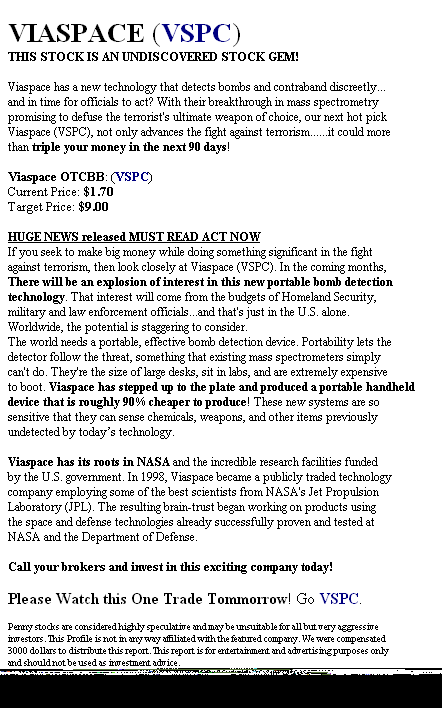 VIASPACE (VSPC)
THIS STOCK IS AN UNDISCOVERED STOCK GEM!
Viaspace has a new technology that detects bombs and contraband discreetly...
and in time for officials to act? With their breakthrough in mass spectrometry
promising to defuse the terrorist's ultimate weapon of choice, our next hot pick
Viaspace (VSPC), not only advances the fight against terrorism......it could more
than triple your money in the next 90 days!
Viaspace OTCBB: (VSPC)
Current Price: $1.70
Target Price: $9.00
HUGE NEWS released MUST READ ACT NOW
If you seek to make big money while doing something significant in the fight
against terrorism, then look closely at Viaspace (VSPC). In the coming months,
There will be an explosion of interest in this new portable bomb detection
technology. That interest will come from the budgets of Homeland Security,
military and law enforcement officials...and that's just in the U.S. alone.
Worldwide, the potential is staggering to consider.
The world needs a portable, effective bomb detection device. Portability lets the
detector follow the threat, something that existing mass spectrometers simply
can't do. They're the size of large desks, sit in labs, and are extremely expensive
to boot. Viaspace has stepped up to the plate and produced a portable handheld
device that is roughly 90% cheaper to produce! These new systems are so
sensitive that they can sense chemicals, weapons, and other items previously
undetected by today’s technology.
Viaspace has its roots in NASA and the incredible research facilities funded
by the U.S. government. In 1998, Viaspace became a publicly traded technology
company employing some of the best scientists from NASA's Jet Propulsion
Laboratory (JPL). The resulting brain-trust began working on products using
the space and defense technologies already successfully proven and tested at
NASA and the Department of Defense.
Call your brokers and invest in this exciting company today!
Please Watch this One Trade Tommorrow! Go VSPC.
Penny stocks are considered highly speculative and may be unsuitable for all but very aggressive
investors. This Profile is not in any way affiliated with the featured company. We were compensated
3000 dollars to distribute this report. This report is for entertainment and advertising purposes only
and should not be used as investment advice.